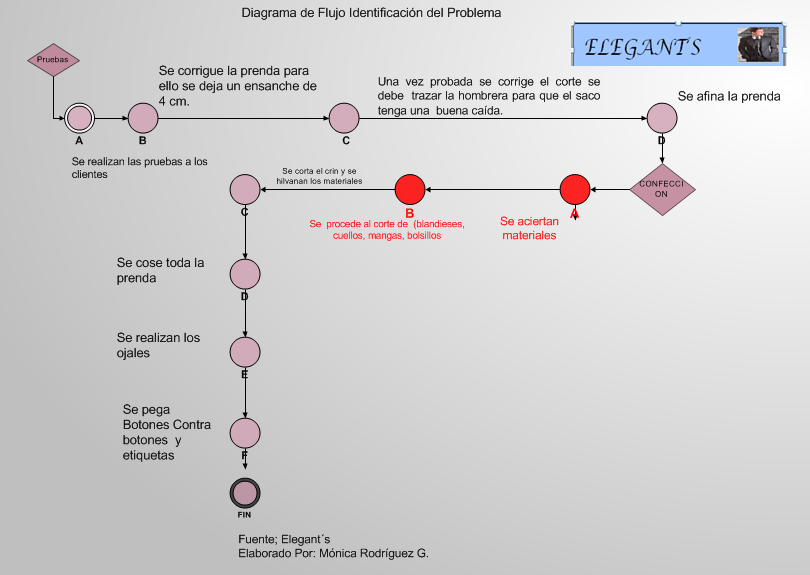 Diagrama de Flujo Identificación del Problema
ELEGANT'S
Pruebas
Se corrigue la prenda para
ello se deja un ensanche de
4 cm.
Una vez probada se corrige el corte se
debe trazar la hombrera para que el saco
tenga una buena caída.
Se afina la prenda
A
B
C
D
Se realizan las pruebas a los
clientes
CONFECCI
ON
Se corta el crin y se
hilvanan los materiales
C
B
A
Se procede al corte de (blandieses,
cuellos, mangas, bolsillos
Se aciertan
materiales
Se cose toda la
prenda
D
Se realizan los
ojales
E
Se pega
Botones Contra
botones y
etiquetas
F
FIN
Fuente; Elegant´s
Elaborado Por: Mónica Rodríguez G.